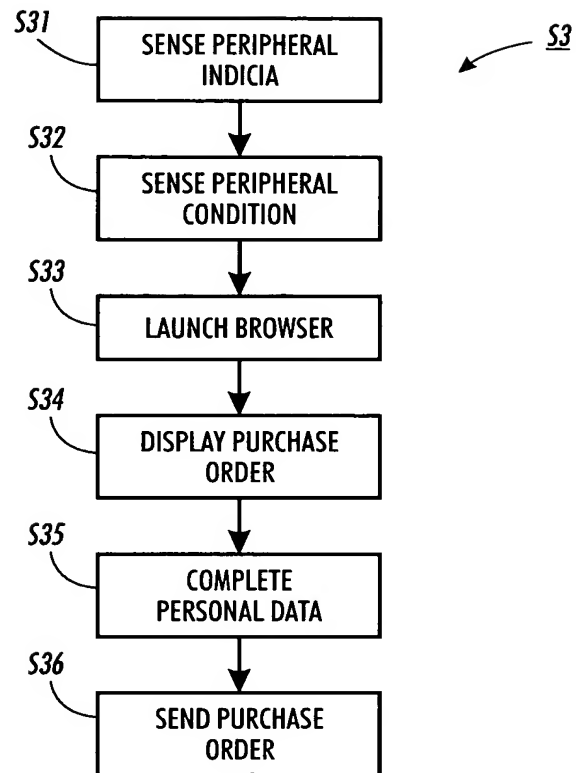 S31
SENSE PERIPHERAL
INDICIA
S3
S32
SENSE PERIPHERAL
CONDITION
S33
LAUNCH BROWSER
S34
DISPLAY PURCHASE
ORDER
S35
COMPLETE
PERSONAL DATA
S36
SEND PURCHASE
ORDER